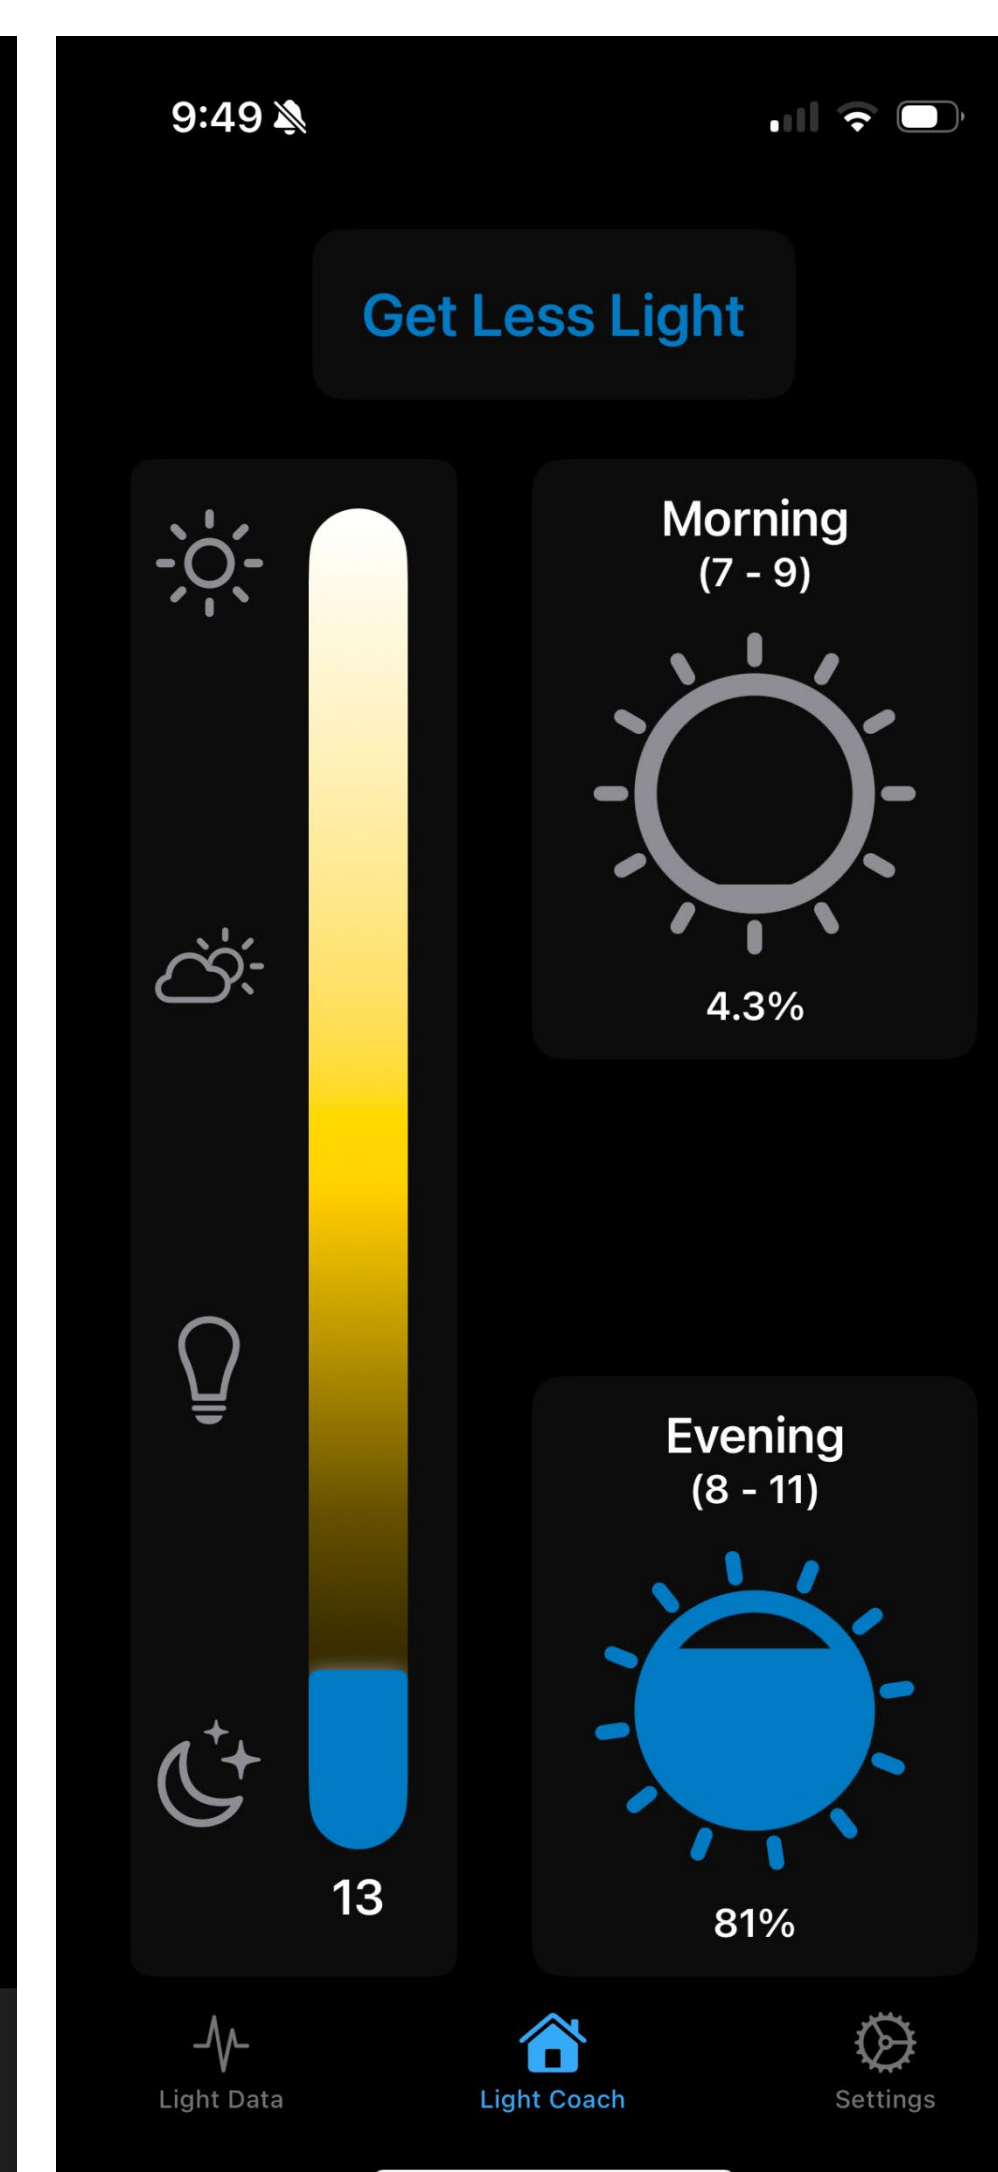 9:49
Get Less Light
Morning
(7 - 9)
4.3%
Evening
(8 - 11)
81%
13
Light Data
Light Coach
Settings